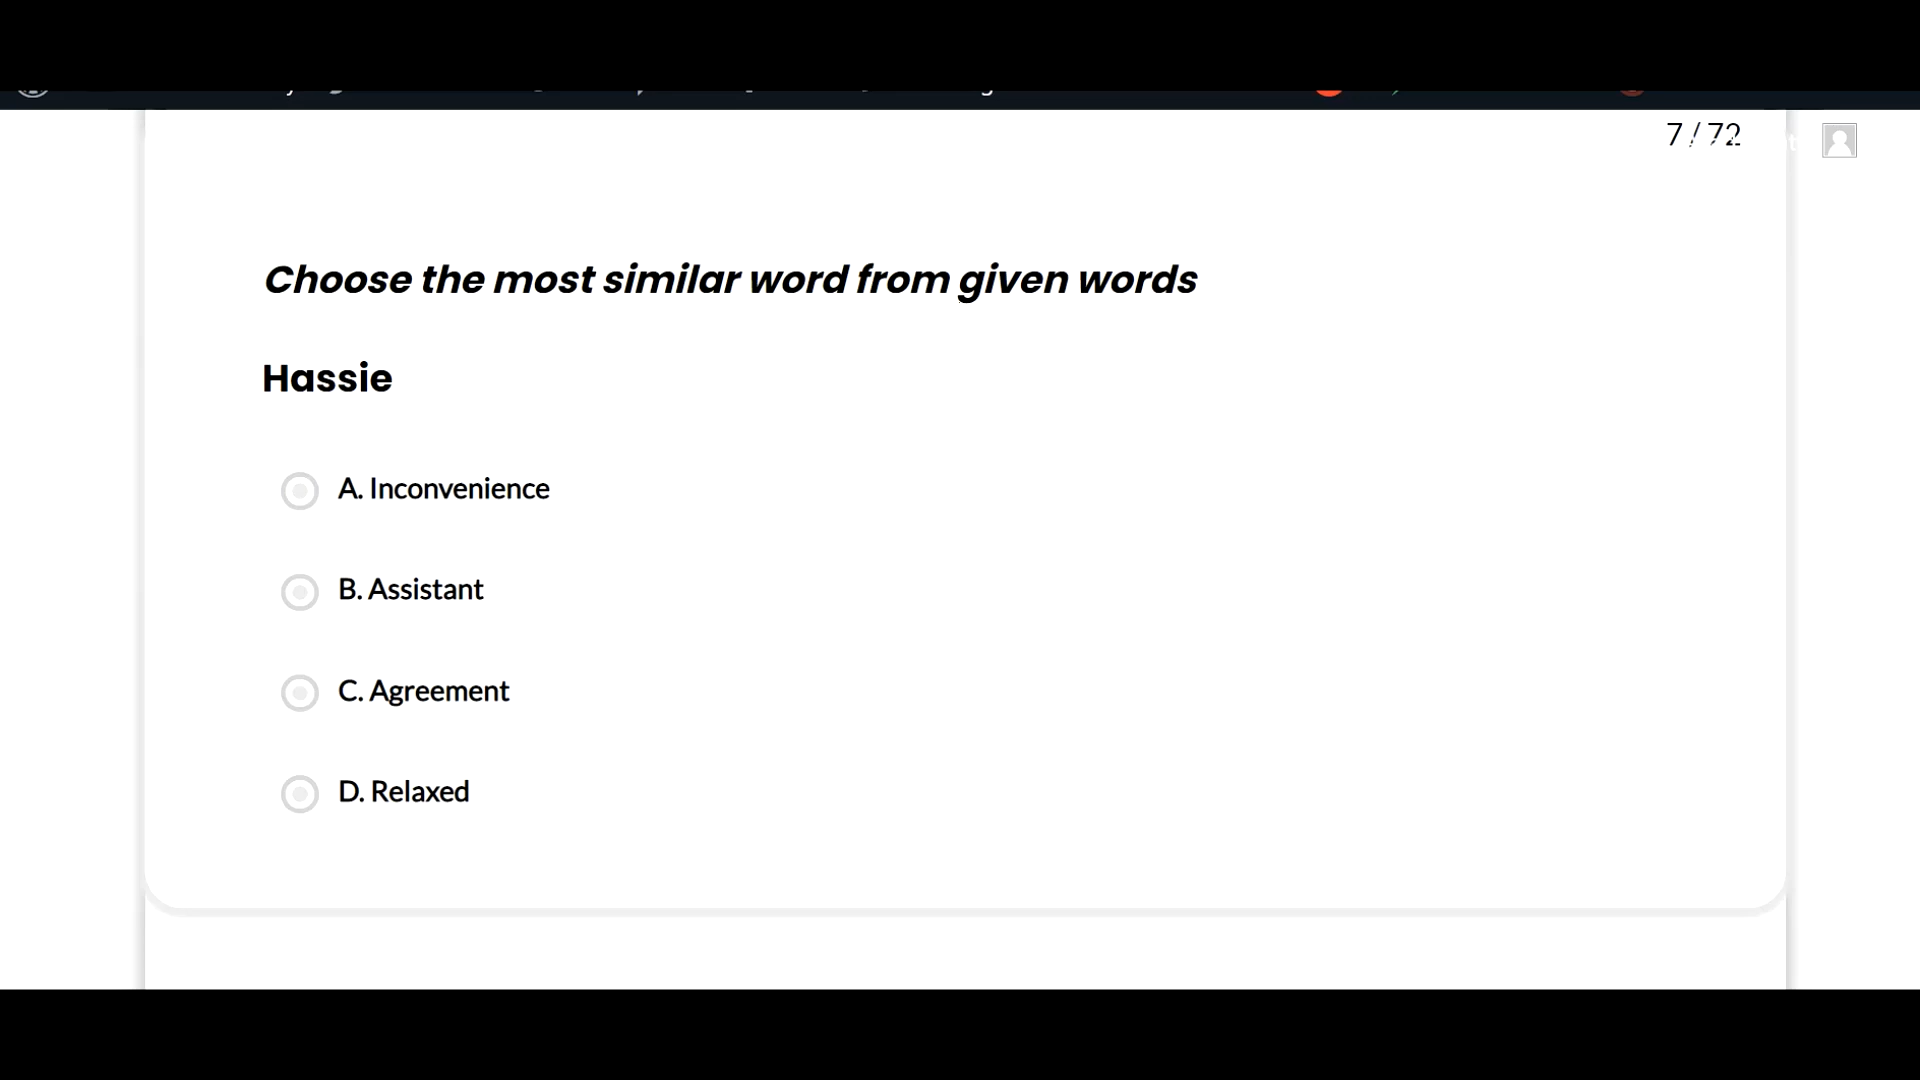 7 / 72
Choose the most similar word from given words
Hassie
A. Inconvenience
B. Assistant
C. Agreement
D. Relaxed